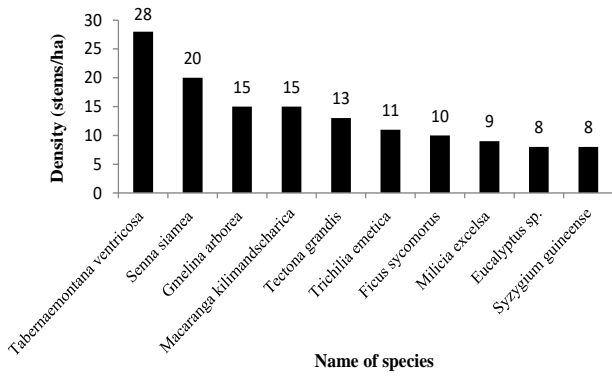 Density (stems/ha)
30
25
20
15
10
5
0
28
20
15
15
13
11
10
9
8
8
Tabernaemontana ventricosa
Senna siamea
Gmelina arborea
Macaranga kilimandscharica
Tectona grandis
Trichilia emetica
Ficus sycomorus
Milicia excelsa
Eucalyptus sp.
Syzygium guineense
Name of species